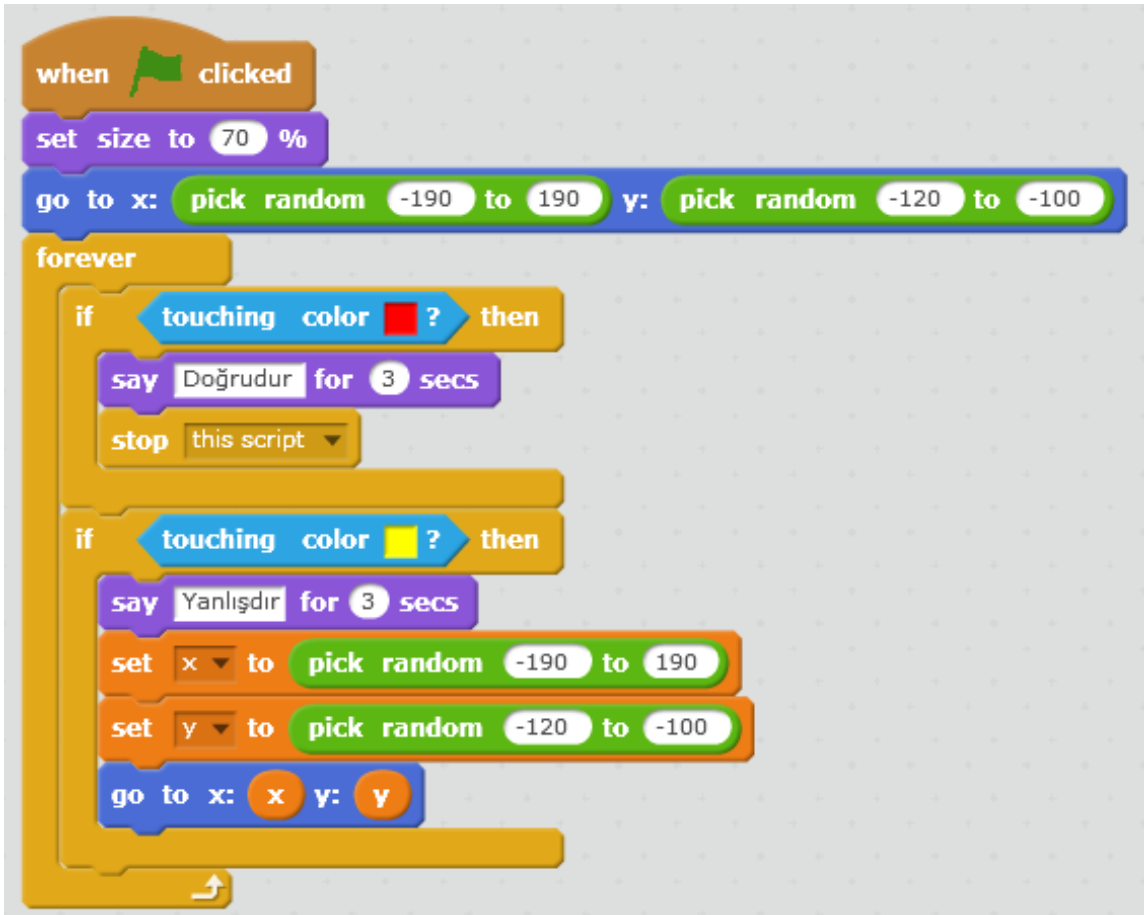 when clicked
set size to 70 %
go to x: pick random -190 to 190 y: pick random -120 to -100
forever
if touching color ? then
say Doğrudur for 3 secs
stop this script
if touching color ? then
say Yanlışdır for 3 secs
set x to pick random -190 to 190
set y to pick random -120 to -100
go to x: x y: y